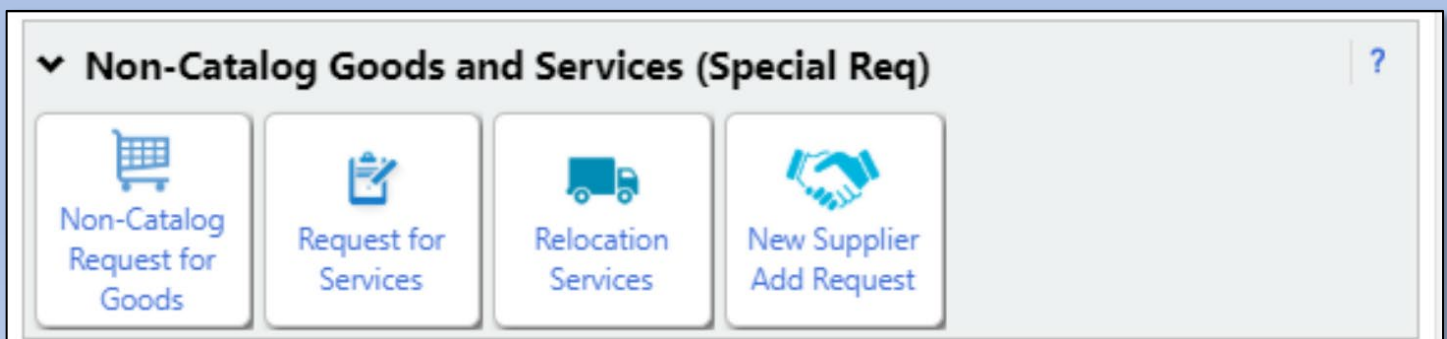 Non-Catalog Goods and Services (Special Req)
?
Non-Catalog
Request for
Goods
Request for
Services
Relocation
Services
New Supplier
Add Request